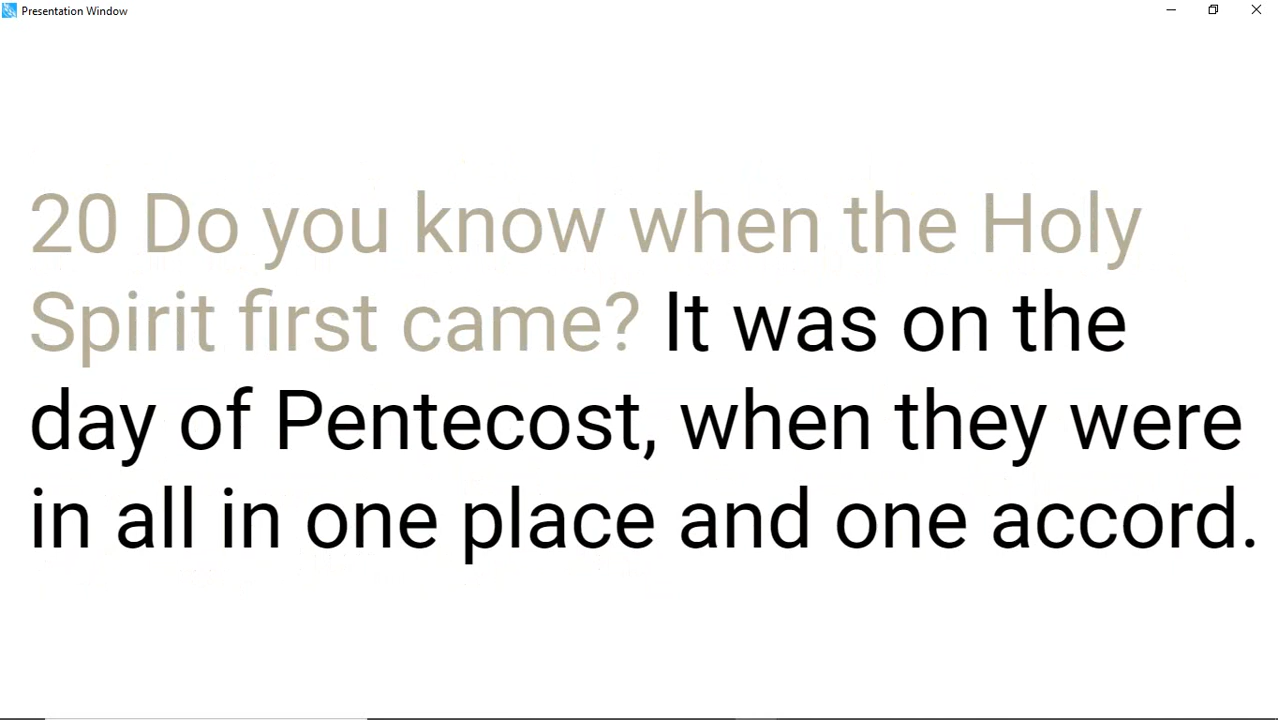 Presentation Window
20 Do you know when the Holy
Spirit first came? It was on the
day of Pentecost, when they were
in all in one place and one accord.